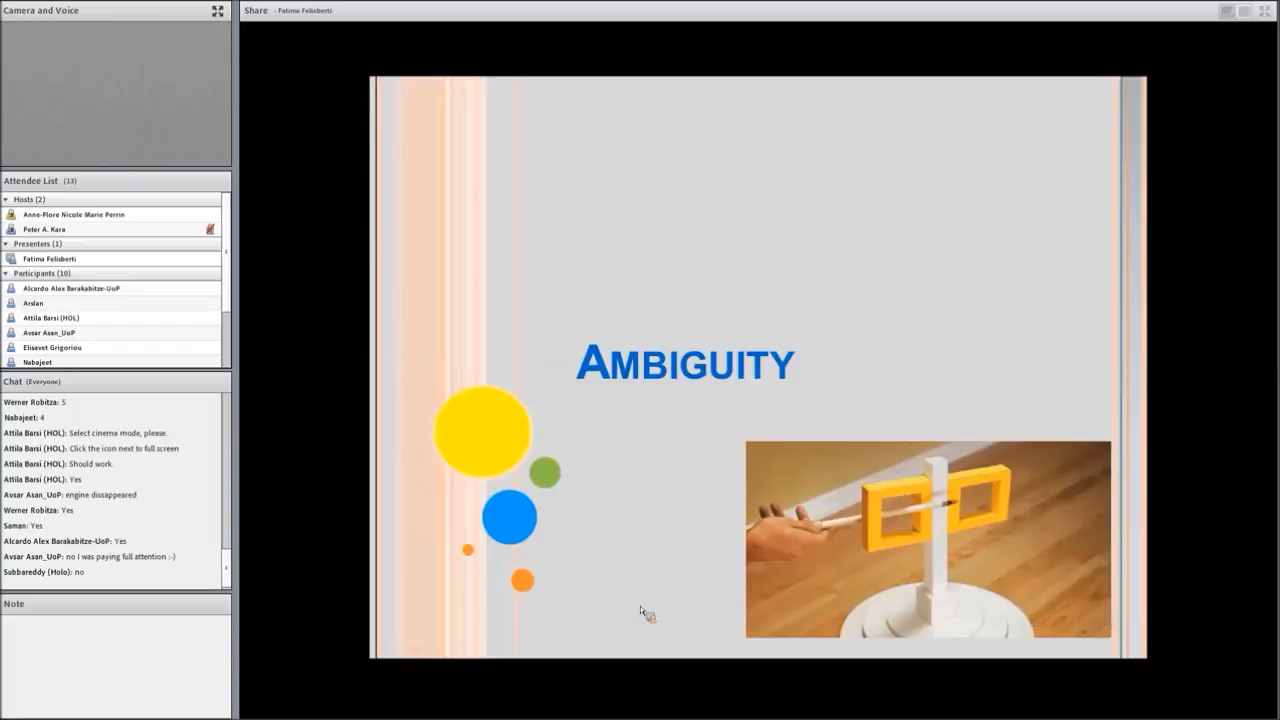 Camera and Voice
Share - Fatima Felisberti
Attendee List (13)
Hosts (2)
Anne-Flore Nicole Marie Perrin
Peter A. Kara
Presenters (1)
Fatima Felisberti
Participants (10)
Alcardo Alex Barakabitze-UoP
Arslan
Attila Barsi (HOL)
Avsar Asan_UoP
Elisavet Grigoriou
Nabajeet
Chat (Everyone)
Werner Robitza: 5
Nabajeet: 4
Attila Barsi (HOL): Select cinema mode, please.
Attila Barsi (HOL): Click the icon next to full screen
Attila Barsi (HOL): Should work.
Attila Barsi (HOL): Yes
Avsar Asan_UoP: engine dissappeared
Werner Robitza: Yes
Saman: Yes
Alcardo Alex Barakabitze-UoP: Yes
Avsar Asan_UoP: no I was paying full attention :-)
Subbareddy (Holo): no
Note
AMBIGUITY